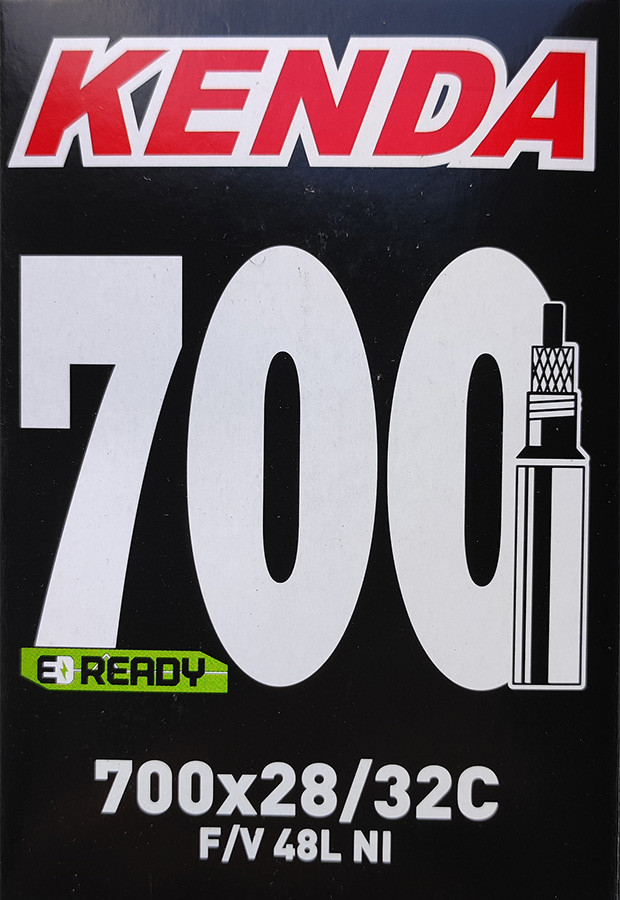 KENDA
700
E READY
700x28/32C
F/V 48L NI